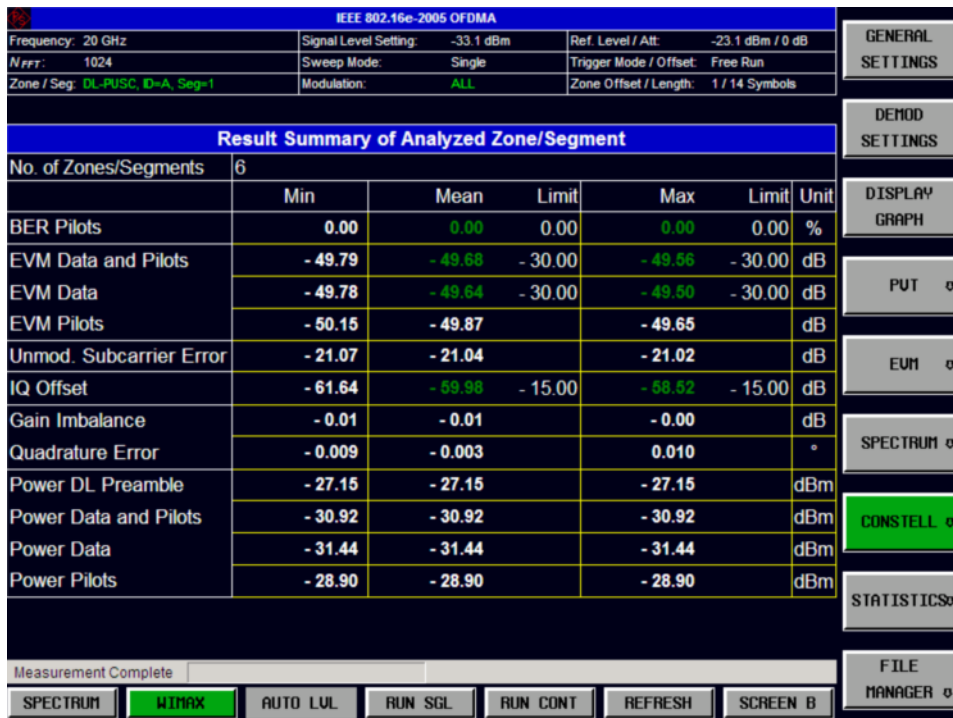 IEEE 802.16e-2005 OFDMA
Frequency: 20 GHz Signal Level Setting: -33.1 dBm Ref. Level / Att: -23.1 dBm / 0 dB
NFFT: 1024 Sweep Mode: Single Trigger Mode / Offset: Free Run
Zone / Seg: DL-PUSC, ID=A, Seg=1 Modulation: ALL Zone Offset / Length: 1 / 14 Symbols
Result Summary of Analyzed Zone/Segment
No. of Zones/Segments 6
Min Mean Limit Max Limit Unit
BER Pilots 0.00 0.00 0.00 0.00 0.00 %
EVM Data and Pilots - 49.79 - 49.68 - 30.00 - 49.56 - 30.00 dB
EVM Data - 49.78 - 49.64 - 30.00 - 49.50 - 30.00 dB
EVM Pilots - 50.15 - 49.87 - 49.65 dB
Unmod. Subcarrier Error - 21.07 - 21.04 - 21.02 dB
IQ Offset - 61.64 - 59.98 - 15.00 - 58.52 - 15.00 dB
Gain Imbalance - 0.01 - 0.01 - 0.00 dB
Quadrature Error - 0.009 - 0.003 0.010 °
Power DL Preamble - 27.15 - 27.15 - 27.15 dBm
Power Data and Pilots - 30.92 - 30.92 - 30.92 dBm
Power Data - 31.44 - 31.44 - 31.44 dBm
Power Pilots - 28.90 - 28.90 - 28.90 dBm
Measurement Complete
SPECTRUM WIMAX AUTO LVL RUN SGL RUN CONT REFRESH SCREEN B
GENERAL
SETTINGS
DEMOD
SETTINGS
DISPLAY
GRAPH
PVT
EVM
SPECTRUM
CONSTELL
STATISTICS
FILE
MANAGER